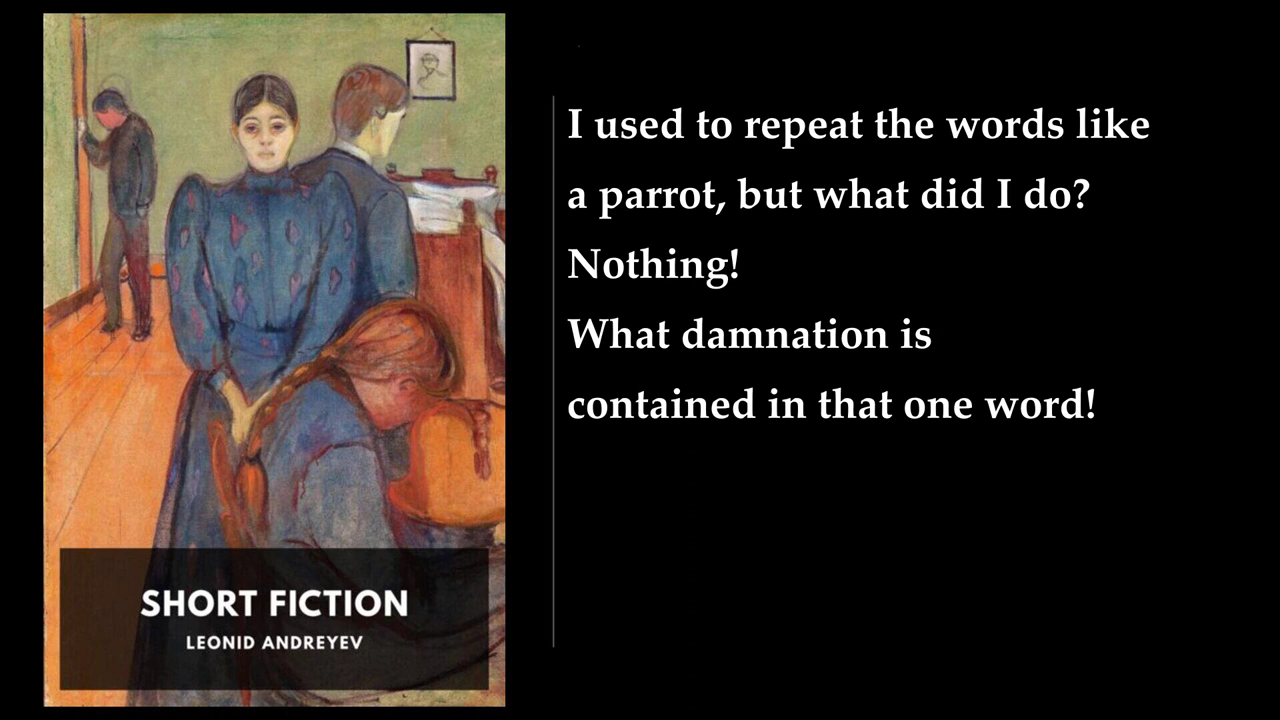 I used to repeat the words like
a parrot, but what did I do?
Nothing!
What damnation is
contained in that one word!
SHORT FICTION
LEONID ANDREYEV